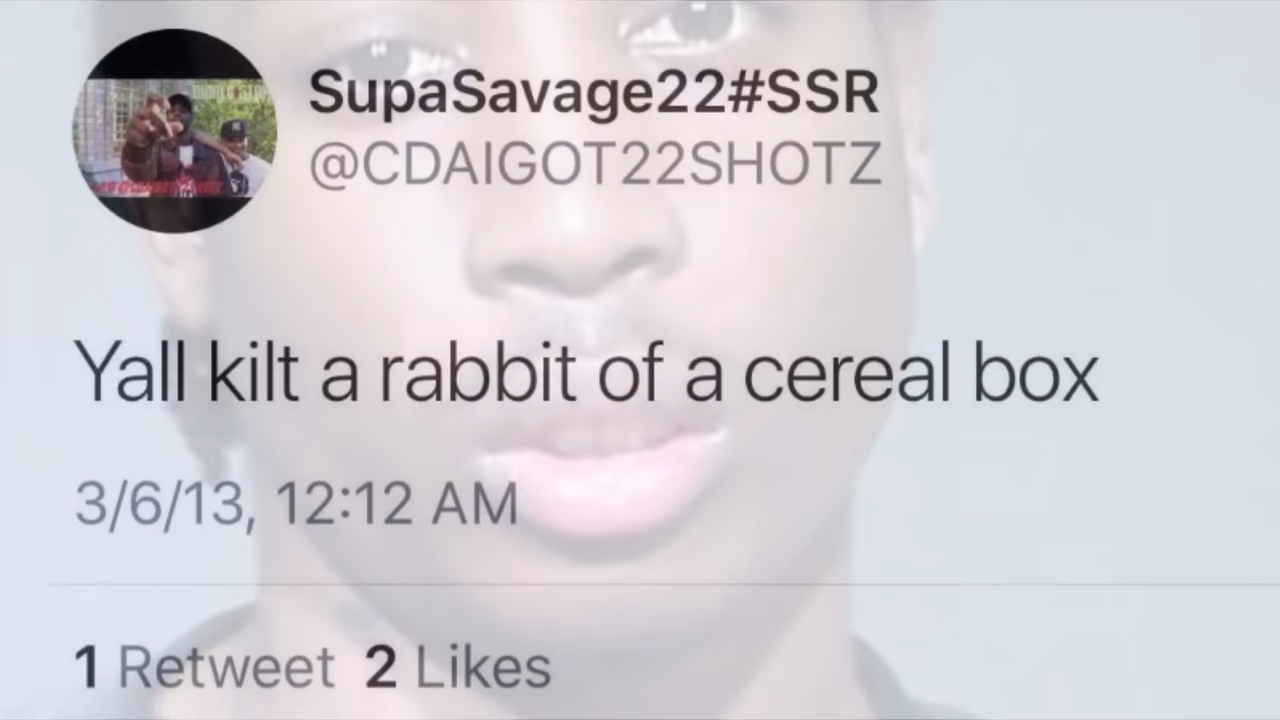 SupaSavage22#SSR
@CDAIGOT22SHOTZ
Yall kilt a rabbit of a cereal box
3/6/13, 12:12 AM
1 Retweet 2 Likes